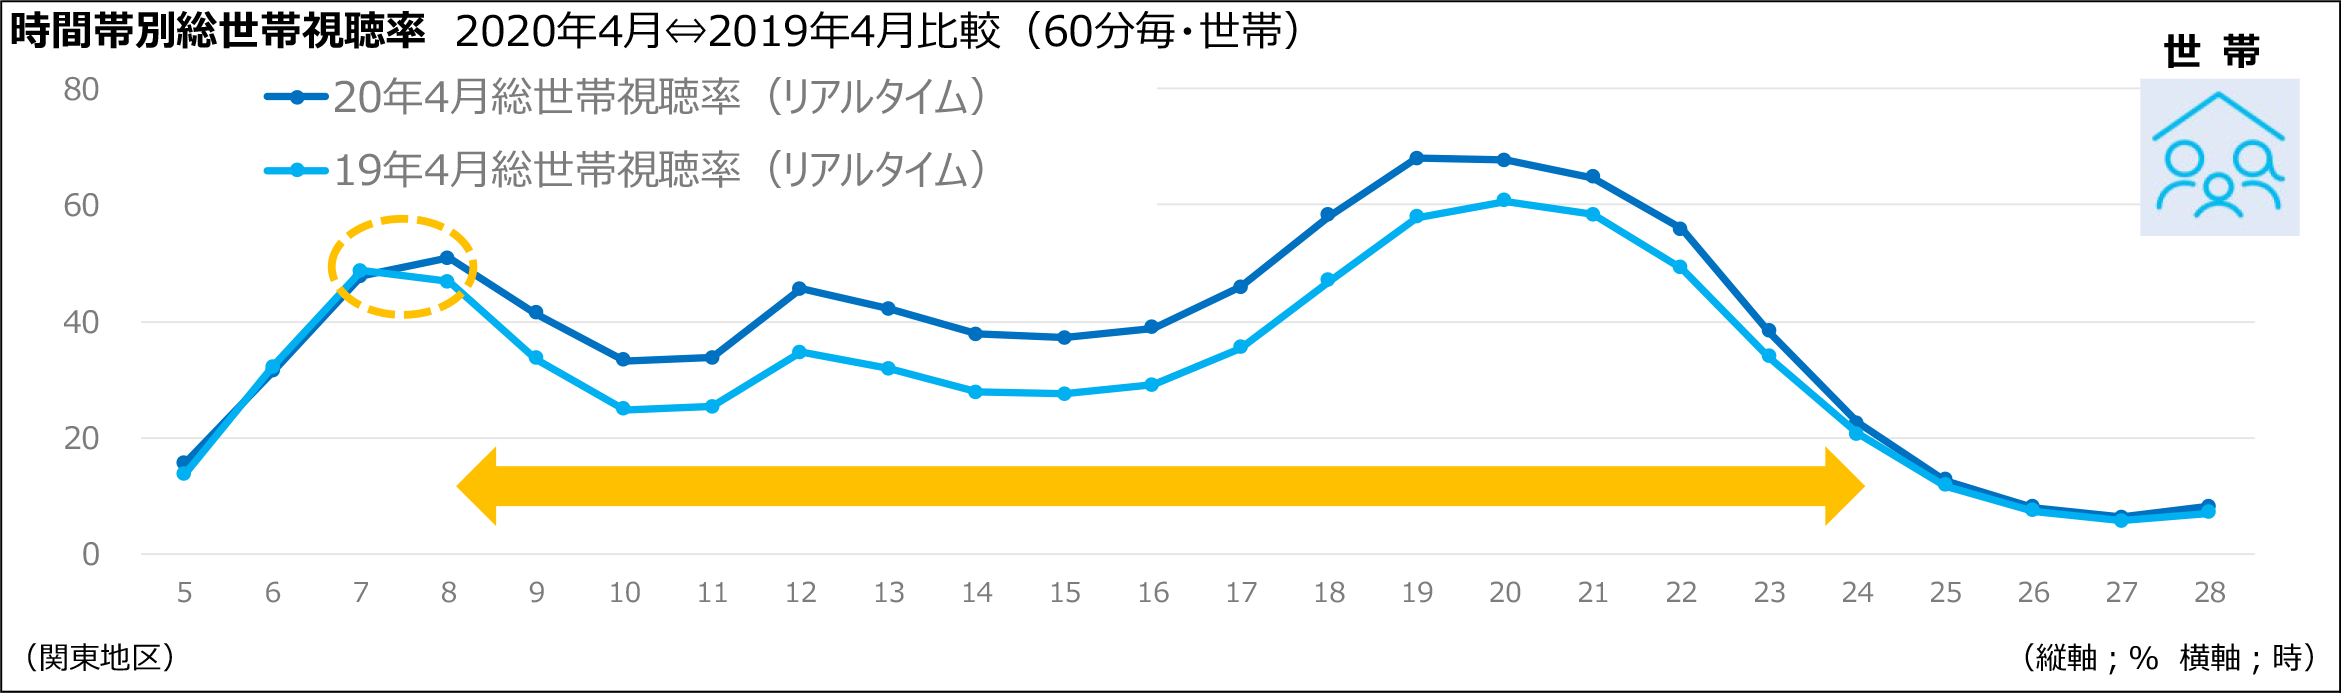 時間帯別総世帯視聴率 2020年4月⇔2019年4月比較（60分毎・世帯）
世 帯
20年4月総世帯視聴率（リアルタイム）
19年4月総世帯視聴率（リアルタイム）
80
60
40
20
0
5 6 7 8 9 10 11 12 13 14 15 16 17 18 19 20 21 22 23 24 25 26 27 28
（関東地区）
（縦軸；% 横軸；時）